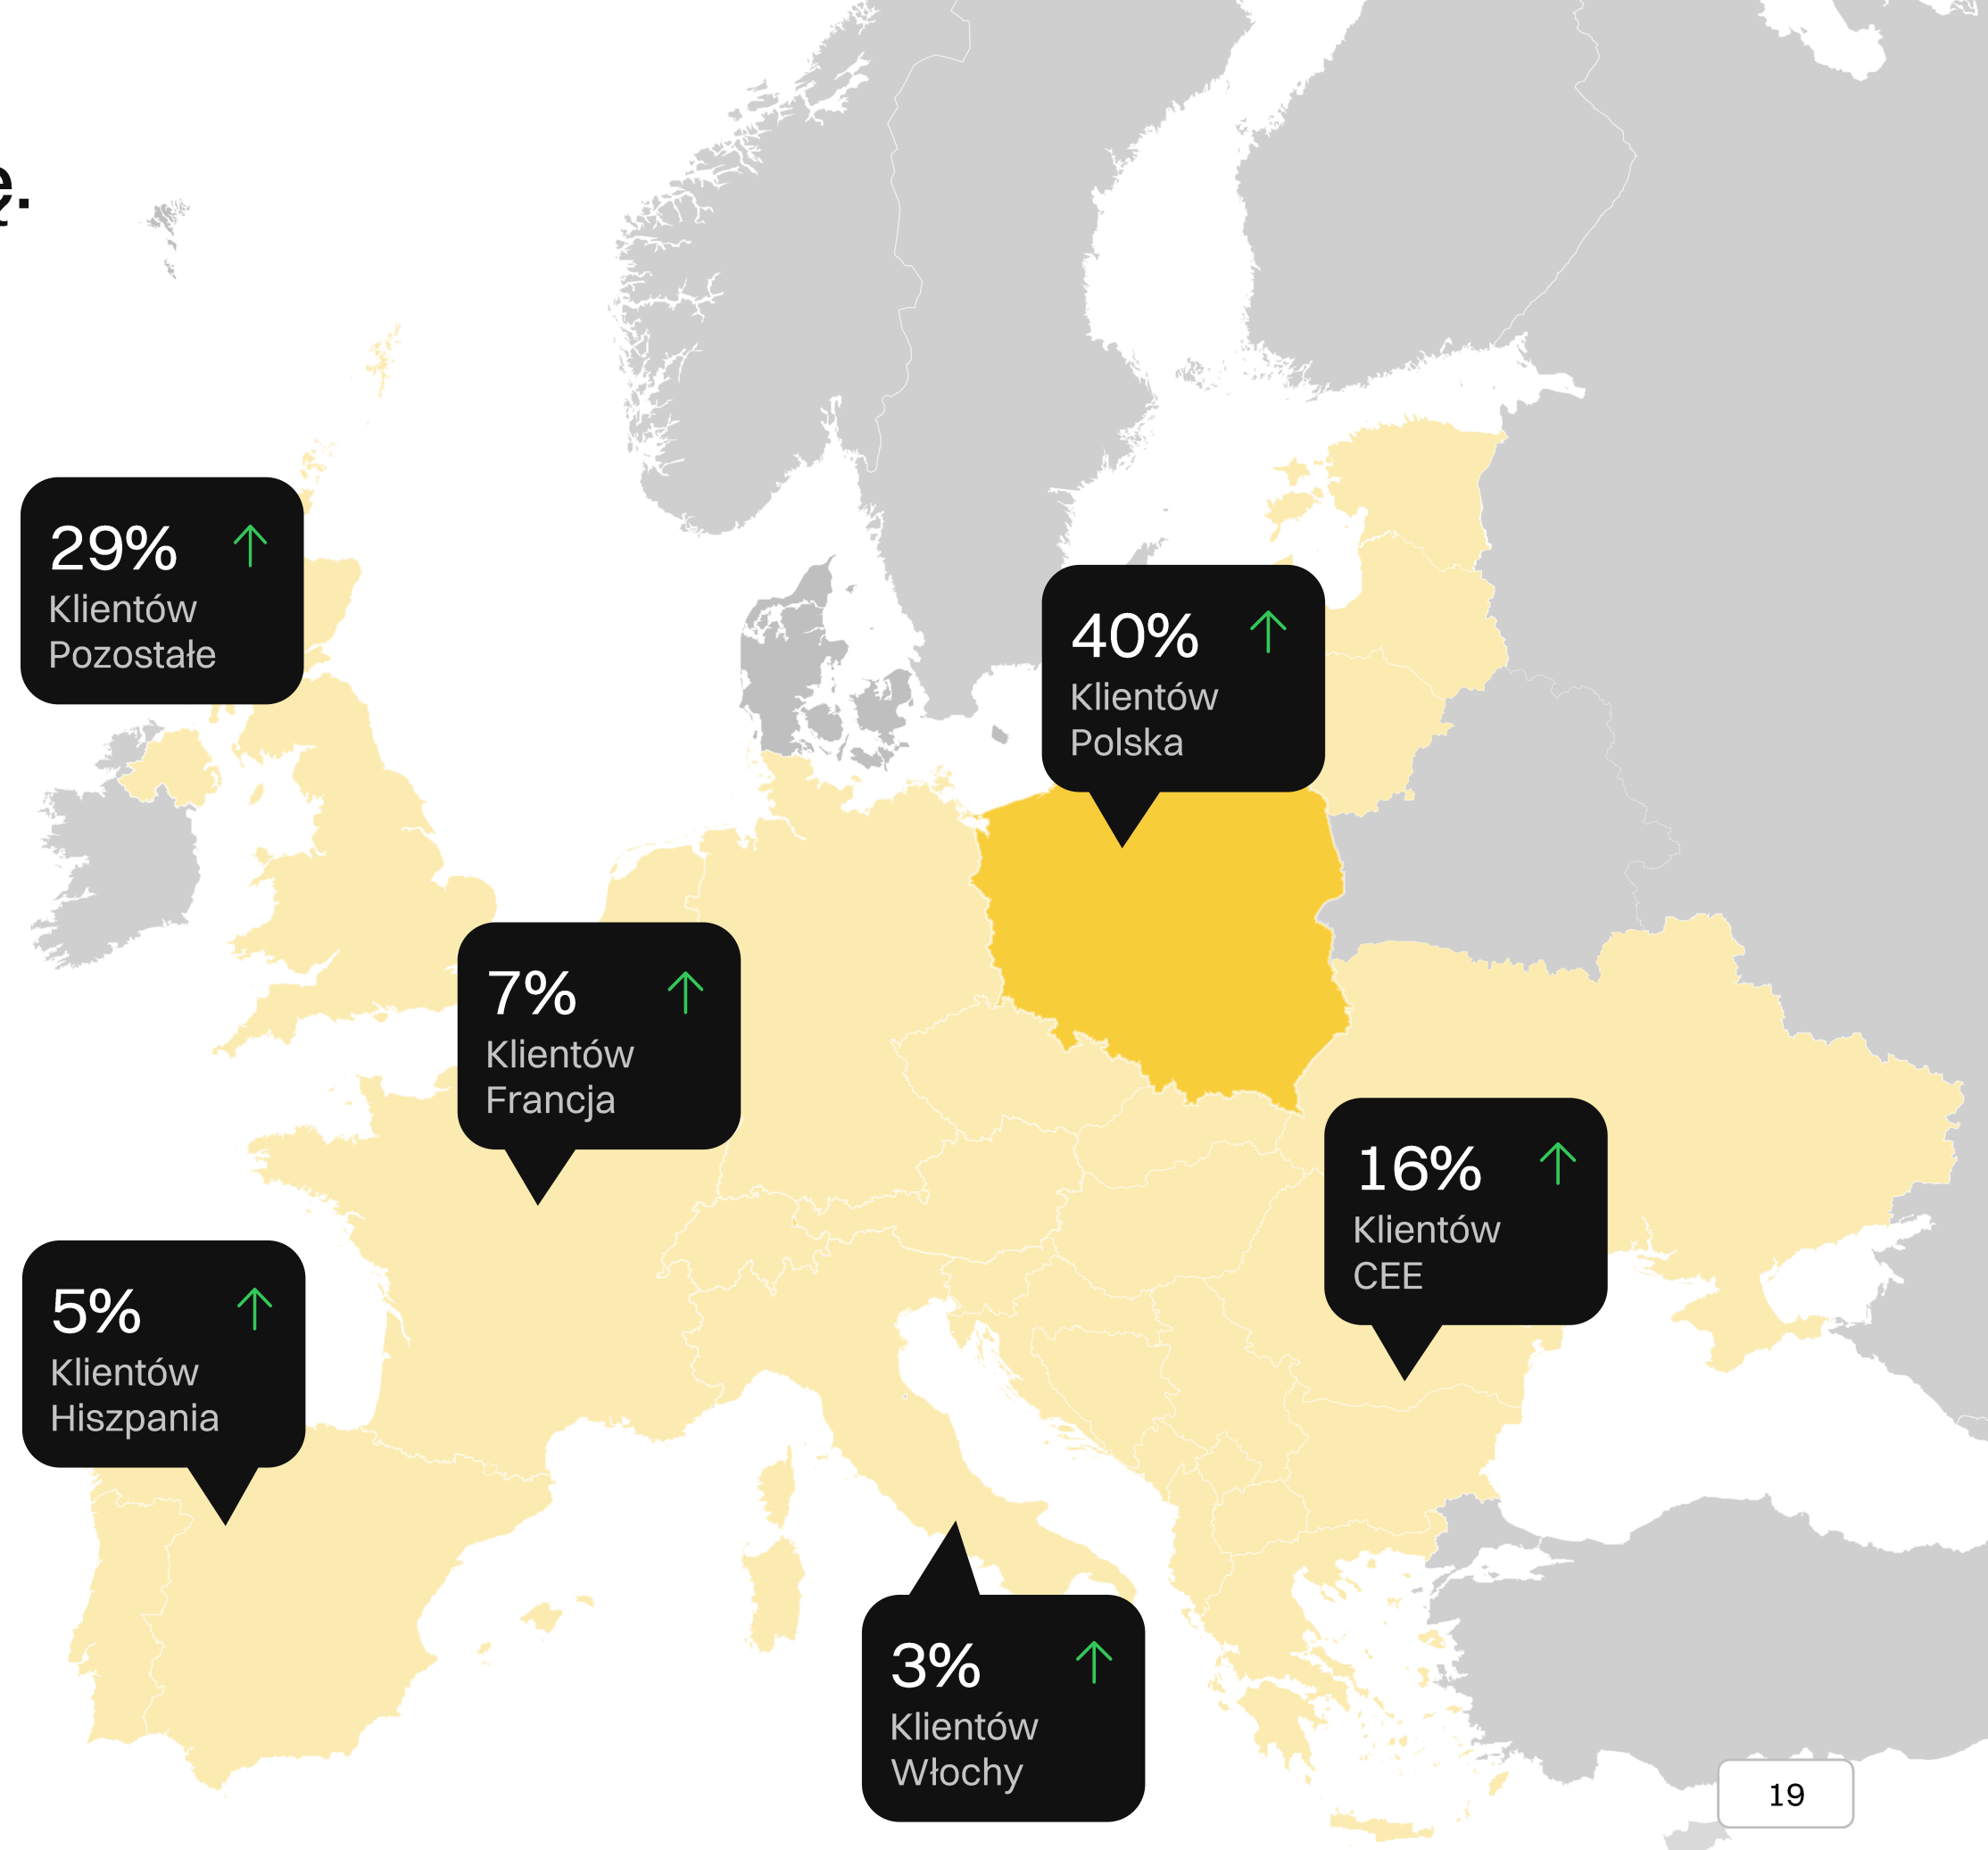 ę.
29%
Klientów
Pozostałe
40%
Klientów
Polska
7%
Klientów
Francja
16%
Klientów
CEE
5%
Klientów
Hiszpania
3%
Klientów
Włochy
19